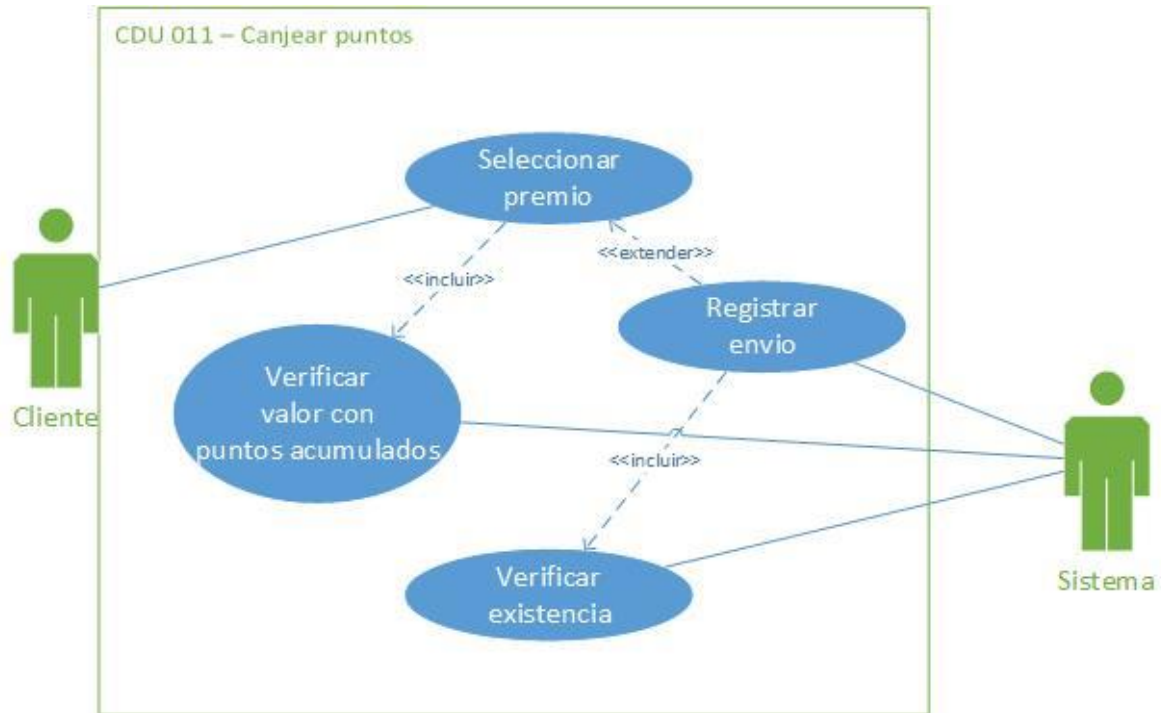 CDU 011 – Canjear puntos
Seleccionar
premio
<<extender>>
<<incluir>>
Registrar
envio
Verificar
valor con
puntos acumulados
Cliente
<<incluir>>
Verificar
existencia
Sistema